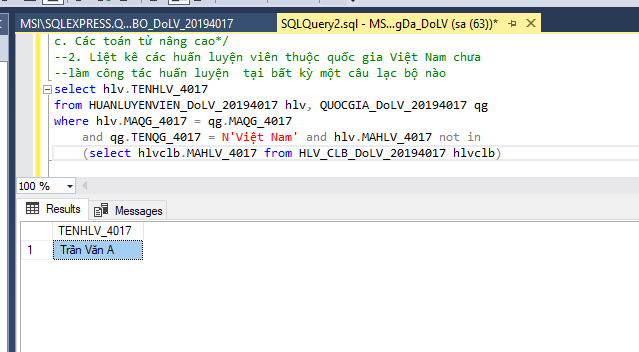 MSI\SQLEXPRESS.Q...BO_DoLV_20194017
SQLQuery2.sql - MS...gDa_DoLV (sa (63))*
c. Các toán tử nâng cao*/
--2. Liệt kê các huấn luyện viên thuộc quốc gia Việt Nam chưa
--làm công tác huấn luyện  tại bất kỳ một câu lạc bộ nào
select hlv.TENHLV_4017
from HUANLUYENVIEN_DoLV_20194017 hlv, QUOCGIA_DoLV_20194017 qg
where hlv.MAQG_4017 = qg.MAQG_4017
and qg.TENQG_4017 = N'Việt Nam' and hlv.MAHLV_4017 not in
(select hlvclb.MAHLV_4017 from HLV_CLB_DoLV_20194017 hlvclb)
100 %
Results
Messages
TENHLV_4017
1 Trần Văn A